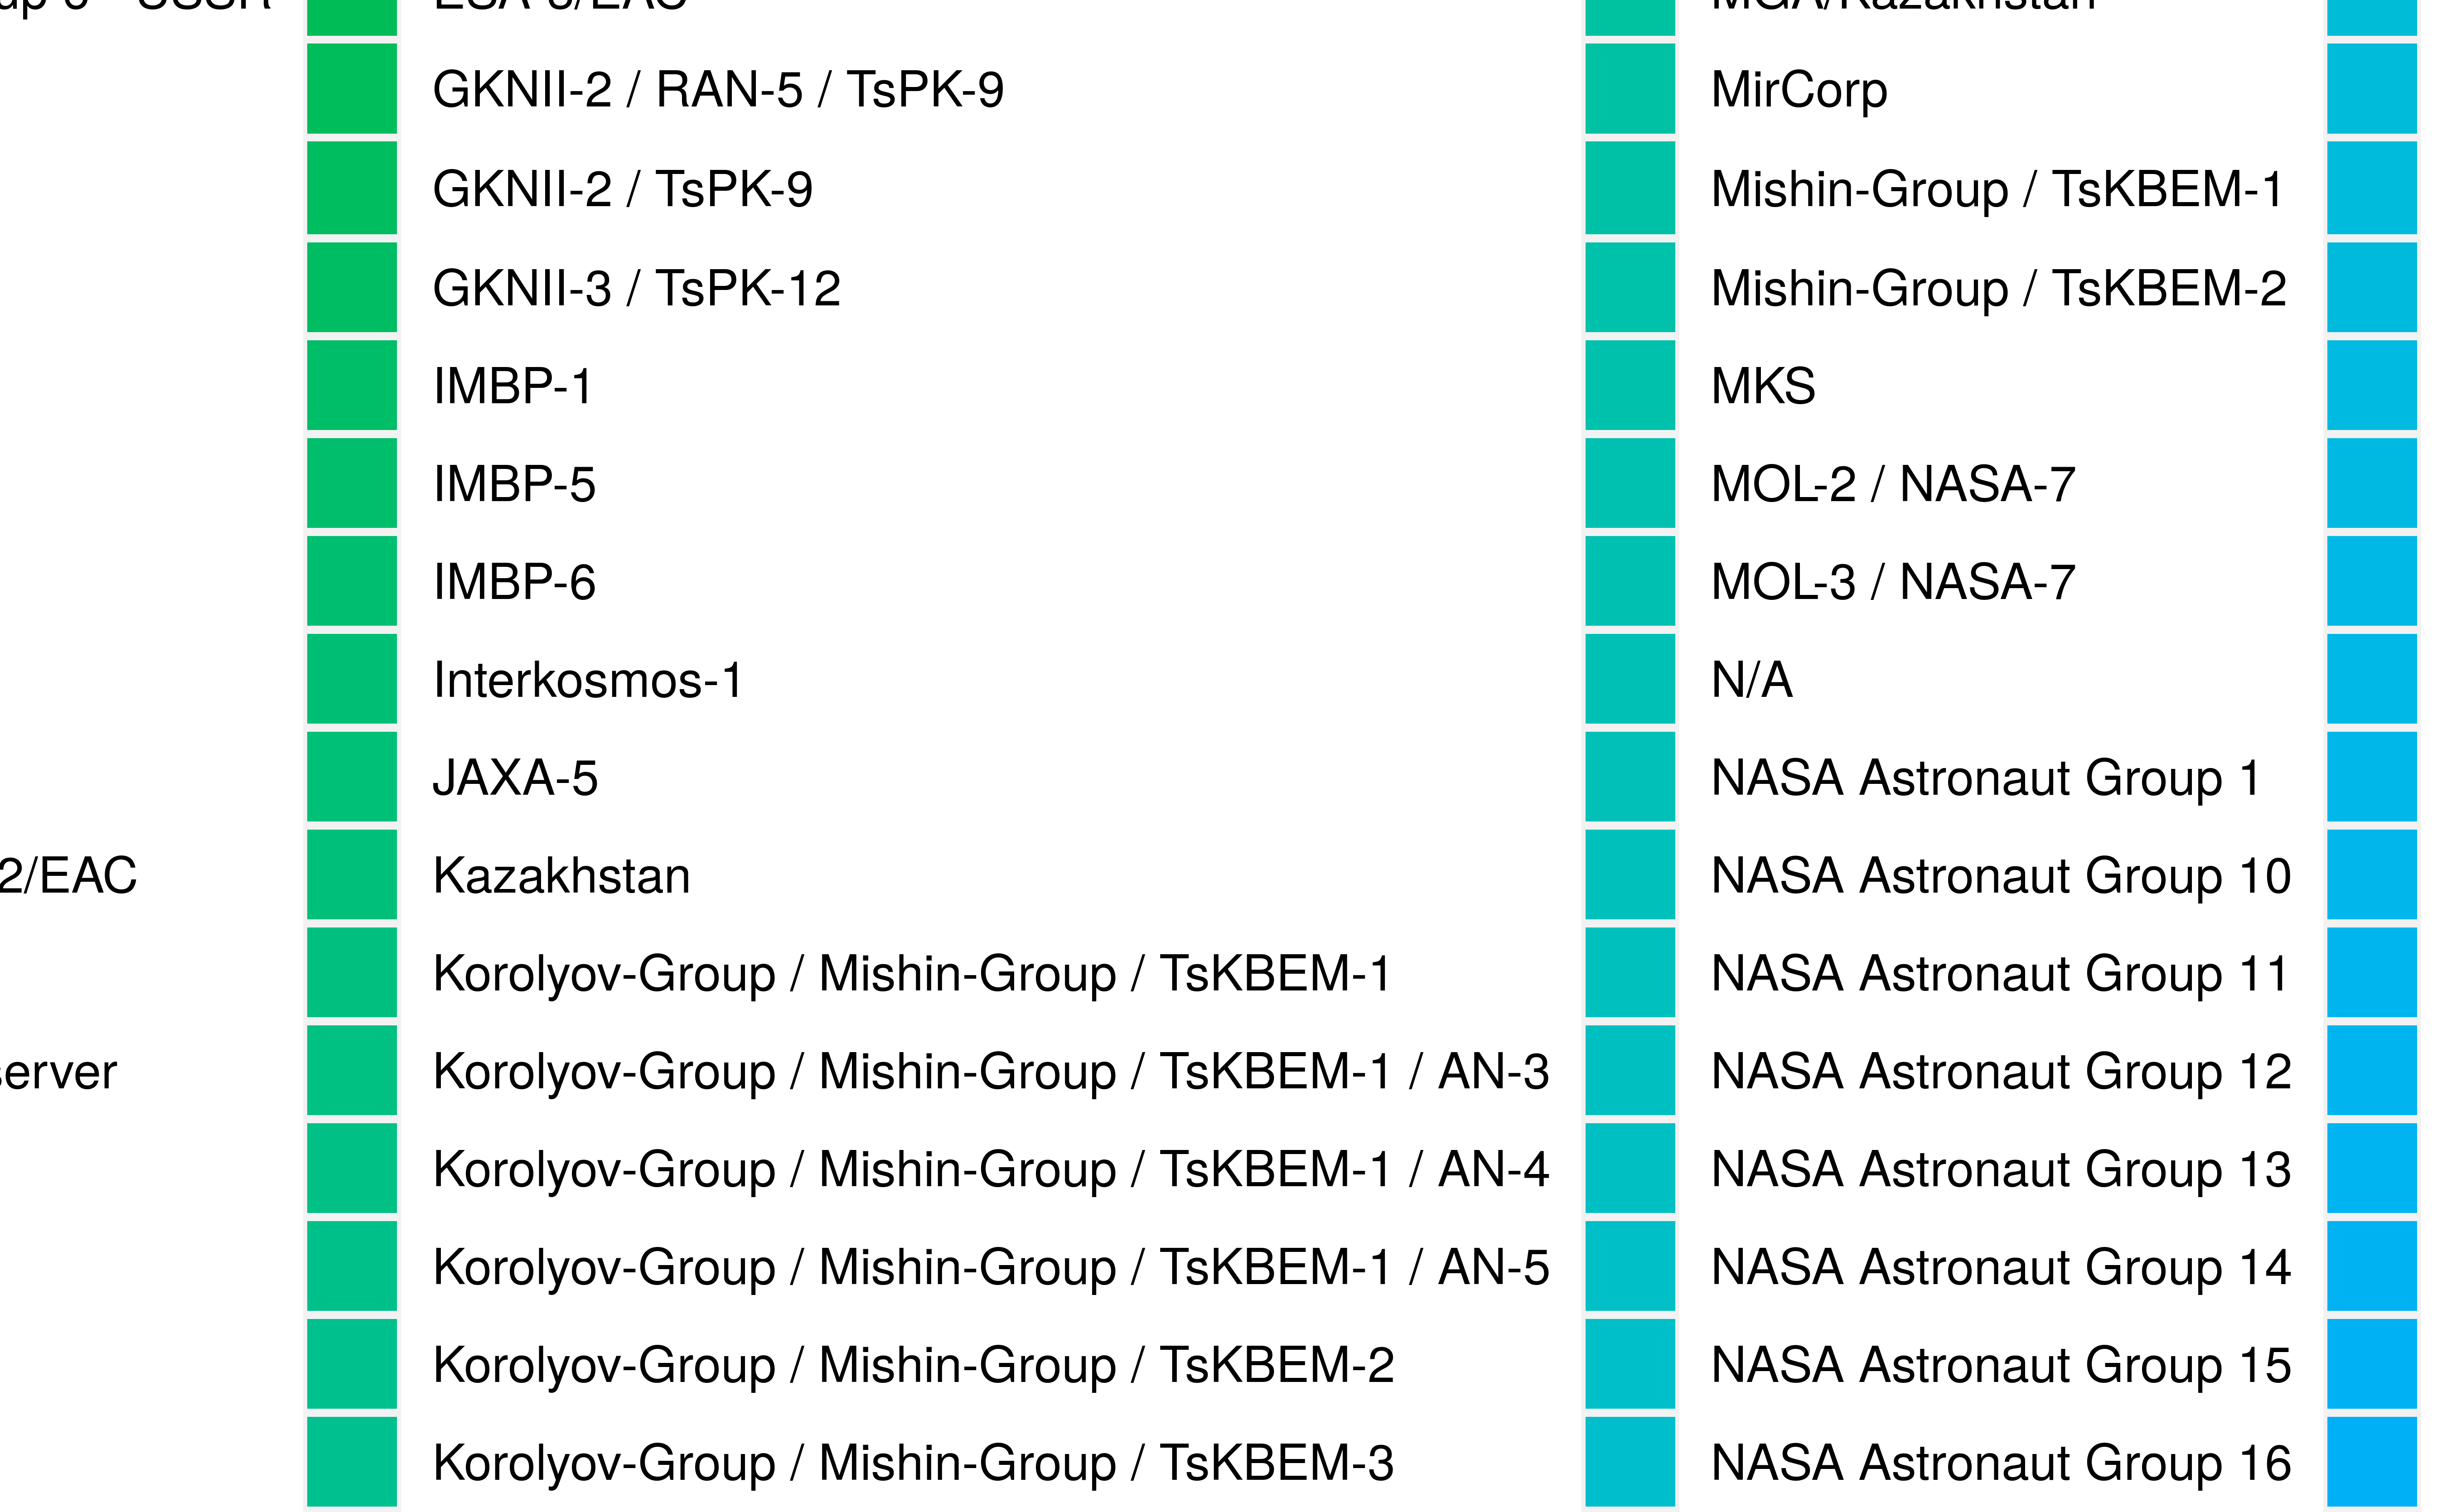 GKNII-2 / RAN-5 / TsPK-9
GKNII-2 / TsPK-9
GKNII-3 / TsPK-12
IMBP-1
IMBP-5
IMBP-6
Interkosmos-1
JAXA-5
2/EAC
Kazakhstan
Korolyov-Group / Mishin-Group / TsKBEM-1
server
Korolyov-Group / Mishin-Group / TsKBEM-1 / AN-3
Korolyov-Group / Mishin-Group / TsKBEM-1 / AN-4
Korolyov-Group / Mishin-Group / TsKBEM-1 / AN-5
Korolyov-Group / Mishin-Group / TsKBEM-2
Korolyov-Group / Mishin-Group / TsKBEM-3
MGA/Kazakhstan
MirCorp
Mishin-Group / TsKBEM-1
Mishin-Group / TsKBEM-2
MKS
MOL-2 / NASA-7
MOL-3 / NASA-7
N/A
NASA Astronaut Group 1
NASA Astronaut Group 10
NASA Astronaut Group 11
NASA Astronaut Group 12
NASA Astronaut Group 13
NASA Astronaut Group 14
NASA Astronaut Group 15
NASA Astronaut Group 16